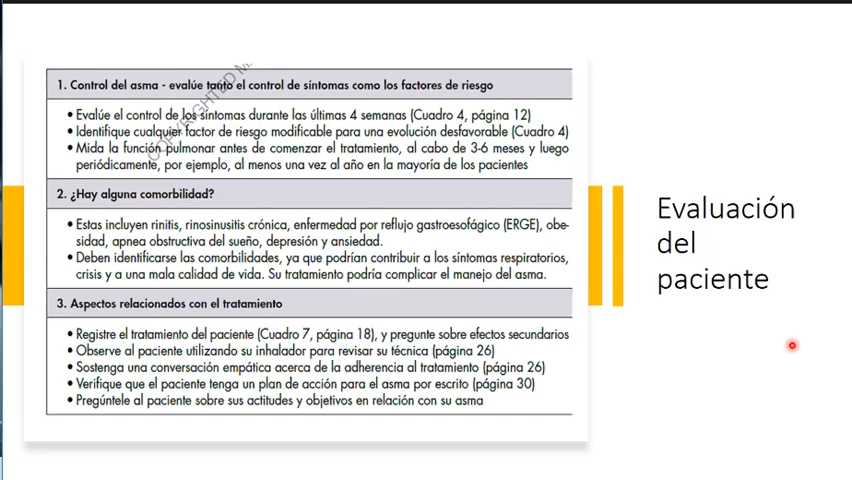 1. Control del asma - evalúe tanto el control de síntomas como los factores de riesgo
• Evalúe el control de los síntomas durante las últimas 4 semanas (Cuadro 4, página 12)
• Identifique cualquier factor de riesgo modificable para una evolución desfavorable (Cuadro 4)
• Mida la función pulmonar antes de comenzar el tratamiento, al cabo de 3-6 meses y luego
periódicamente, por ejemplo, al menos una vez al año en la mayoría de los pacientes
2. ¿Hay alguna comorbilidad?
• Estas incluyen rinitis, rinosinusitis crónica, enfermedad por reflujo gastroesofágico (ERGE), obe-
sidad, apnea obstructiva del sueño, depresión y ansiedad.
• Deben identificarse las comorbilidades, ya que podrían contribuir a los síntomas respiratorios,
crisis y a una mala calidad de vida. Su tratamiento podría complicar el manejo del asma.
3. Aspectos relacionados con el tratamiento
• Registre el tratamiento del paciente (Cuadro 7, página 18), y pregunte sobre efectos secundarios
• Observe al paciente utilizando su inhalador para revisar su técnica (página 26)
• Sostenga una conversación empática acerca de la adherencia al tratamiento (página 26)
• Verifique que el paciente tenga un plan de acción para el asma por escrito (página 30)
• Pregúntele al paciente sobre sus actitudes y objetivos en relación con su asma
COPYRIGHTED
Evaluación
del
paciente